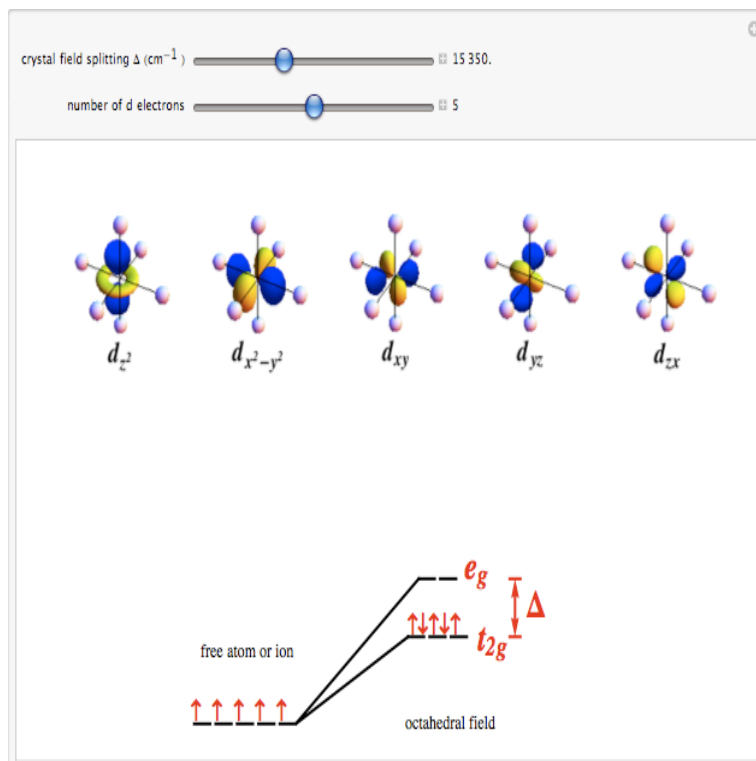 crystal field splitting Δ (cm⁻¹) 15 350.
number of d electrons 5
d_z² d_x²−y² d_xy d_yz d_zx
e_g
Δ
t_2g
free atom or ion
octahedral field